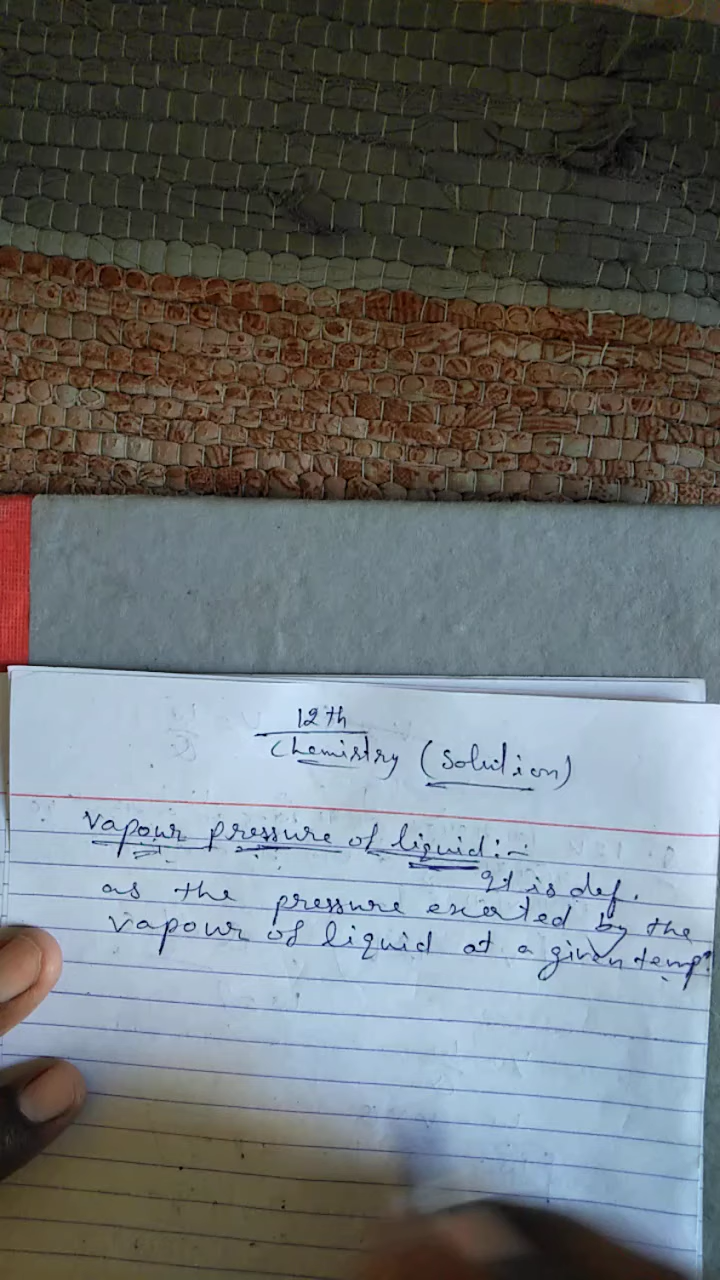 12th
Chemistry (Solution)
Vapour pressure of liquid:-
It is def.
as the pressure exerted by the
vapour of liquid at a given temp.